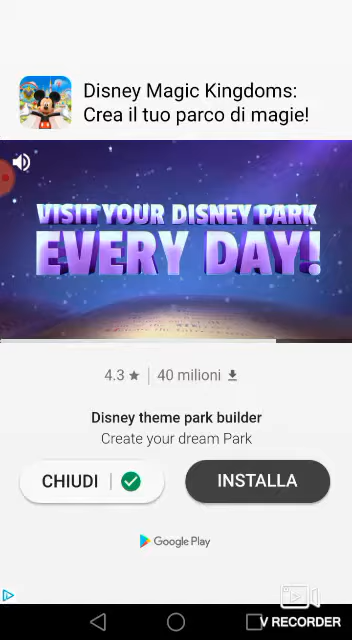 Disney Magic Kingdoms:
Crea il tuo parco di magie!
VISIT YOUR DISNEY PARK
EVERY DAY!
4.3 ★ | 40 milioni
Disney theme park builder
Create your dream Park
CHIUDI
INSTALLA
Google Play
V RECORDER